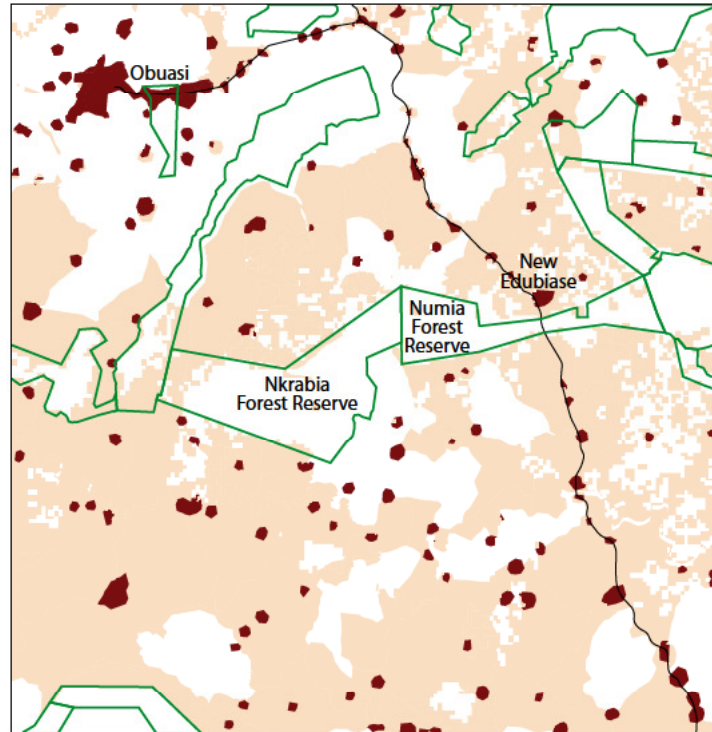 Obuasi
New
Edubiase
Numia
Forest
Reserve
Nkrabia
Forest Reserve